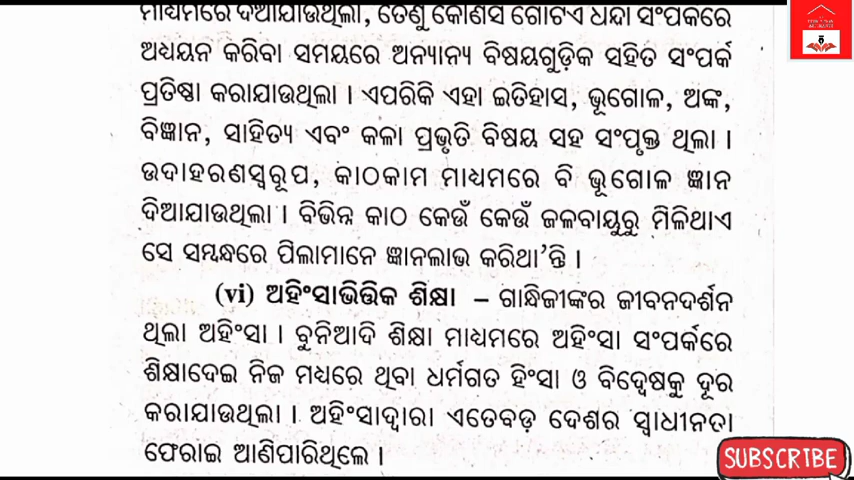 ମାଧ୍ୟମରେ ଦିଆଯାଉଥିଲା, ତେଣୁ କୌଣସି ଗୋଟିଏ ଧନ୍ଦା ସଂପର୍କରେ
ଅଧ୍ୟୟନ କରିବା ସମୟରେ ଅନ୍ୟାନ୍ୟ ବିଷୟଗୁଡ଼ିକ ସହିତ ସଂପର୍କ
ପ୍ରତିଷ୍ଠା କରାଯାଉଥିଲା । ଏପରିକି ଏହା ଇତିହାସ, ଭୂଗୋଳ, ଅଙ୍କ,
ବିଜ୍ଞାନ, ସାହିତ୍ୟ ଏବଂ କଳା ପ୍ରଭୃତି ବିଷୟ ସହ ସଂପୃକ୍ତ ଥିଲା ।
ଉଦାହରଣସ୍ୱରୂପ, କାଠକାମ ମାଧ୍ୟମରେ ବି ଭୂଗୋଳ ଜ୍ଞାନ
ଦିଆଯାଉଥିଲା । ବିଭିନ୍ନ କାଠ କେଉଁ କେଉଁ ଜଳବାୟୁରୁ ମିଳିଥାଏ
ସେ ସମ୍ବନ୍ଧରେ ପିଲାମାନେ ଜ୍ଞାନଲାଭ କରିଥା'ନ୍ତି ।
(vi) ଅହିଂସାଭିତ୍ତିକ ଶିକ୍ଷା – ଗାନ୍ଧିଜୀଙ୍କର ଜୀବନଦର୍ଶନ
ଥିଲା ଅହିଂସା । ବୁନିଆଦି ଶିକ୍ଷା ମାଧ୍ୟମରେ ଅହିଂସା ସଂପର୍କରେ
ଶିକ୍ଷାଦେଇ ନିଜ ମଧ୍ୟରେ ଥିବା ଧର୍ମଗତ ହିଂସା ଓ ବିଦ୍ୱେଷକୁ ଦୂର
କରାଯାଉଥିଲା । ଅହିଂସାଦ୍ୱାରା ଏତେବଡ଼ ଦେଶର ସ୍ୱାଧୀନତା
ଫେରାଇ ଆଣିପାରିଥିଲେ ।
SUBSCRIBE